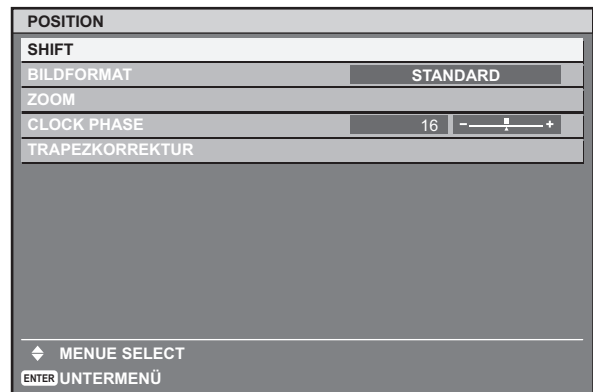 POSITION
SHIFT
BILDFORMAT STANDARD
ZOOM
CLOCK PHASE 16 - +
TRAPEZKORREKTUR
MENUE SELECT
ENTER UNTERMENÜ